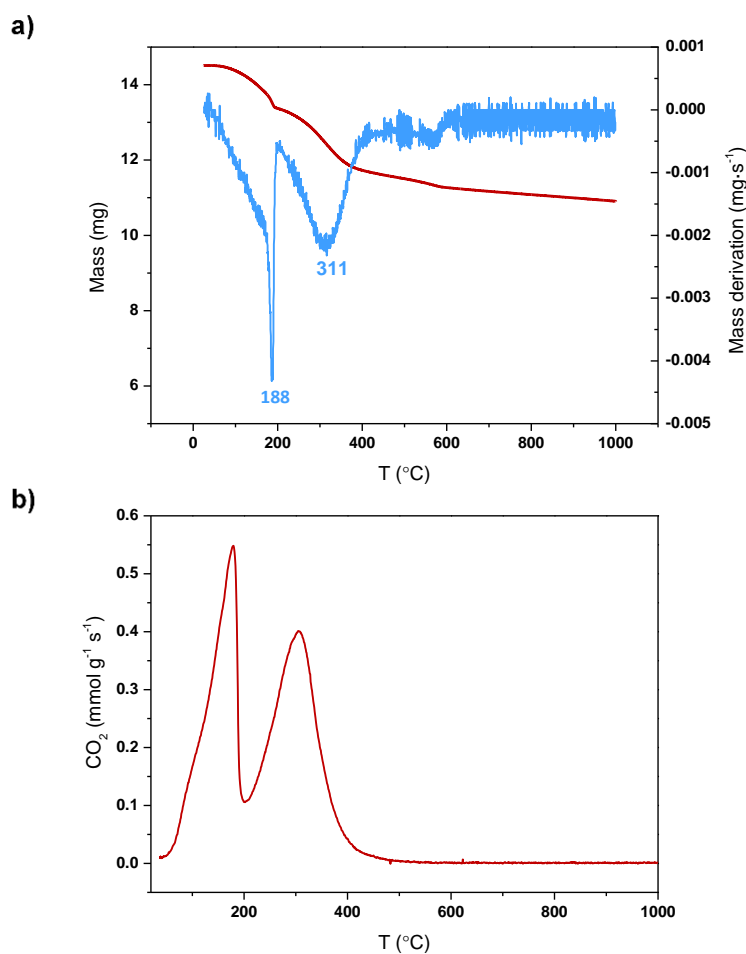 a)
Mass (mg)
14
12
10
8
6
0.001
0.000
-0.001
-0.002
-0.003
-0.004
-0.005
Mass derivation (mg·s⁻¹)
311
188
0 200 400 600 800 1000
T (°C)
b)
CO₂ (mmol g⁻¹ s⁻¹)
0.6
0.5
0.4
0.3
0.2
0.1
0.0
200 400 600 800 1000
T (°C)